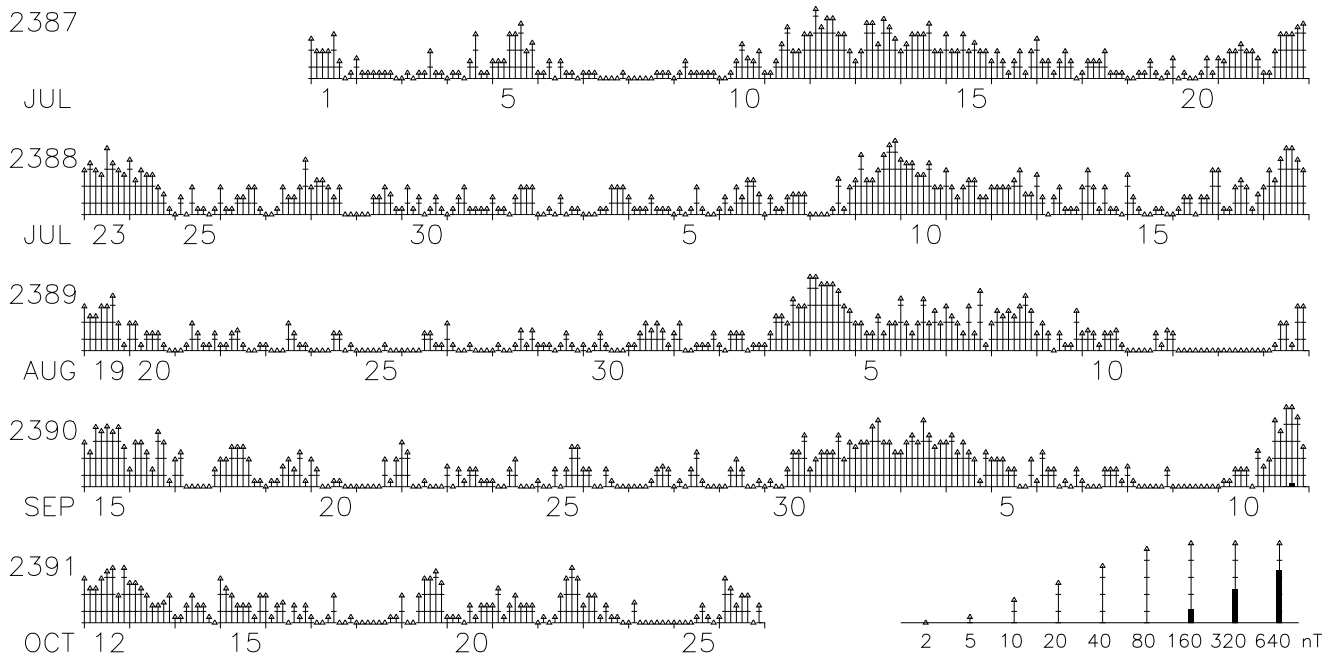 2387
JUL 1 5 10 15 20
2388
JUL 23 25 30 5 10 15
2389
AUG 19 20 25 30 5 10
2390
SEP 15 20 25 30 5 10
2391
OCT 12 15 20 25 2 5 10 20 40 80 160 320 640 nT